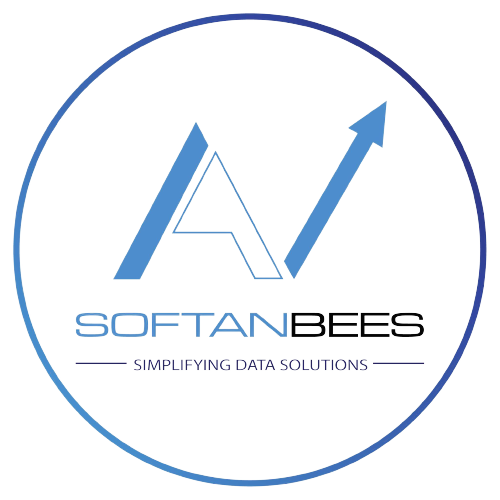 SOFTANBEES
SIMPLIFYING DATA SOLUTIONS